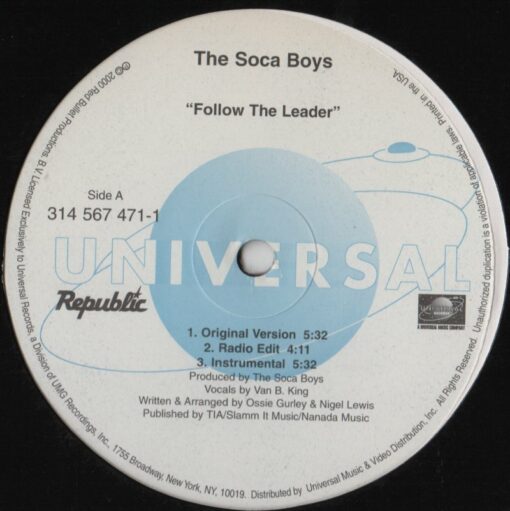 The Soca Boys
"Follow The Leader"
Side A
314 567 471-1
UNIVERSAL
Republic
UNIVERSAL
A UNIVERSAL MUSIC COMPANY
1. Original Version 5:32
2. Radio Edit 4:11
3. Instrumental 5:32
Produced by The Soca Boys
Vocals by Van B. King
Written & Arranged by Ossie Gurley & Nigel Lewis
Published by TIA/Slamm It Music/Nanada Music
℗© 2000 Red Bullet Productions, B.V. Licensed Exclusively to Universal Records, a Division of UMG Recordings, Inc., 1755 Broadway, New York, NY, 10019. Distributed by Universal Music & Video Distribution, Inc. All Rights Reserved. Unauthorized duplication is a violation of applicable laws. Printed in the USA.